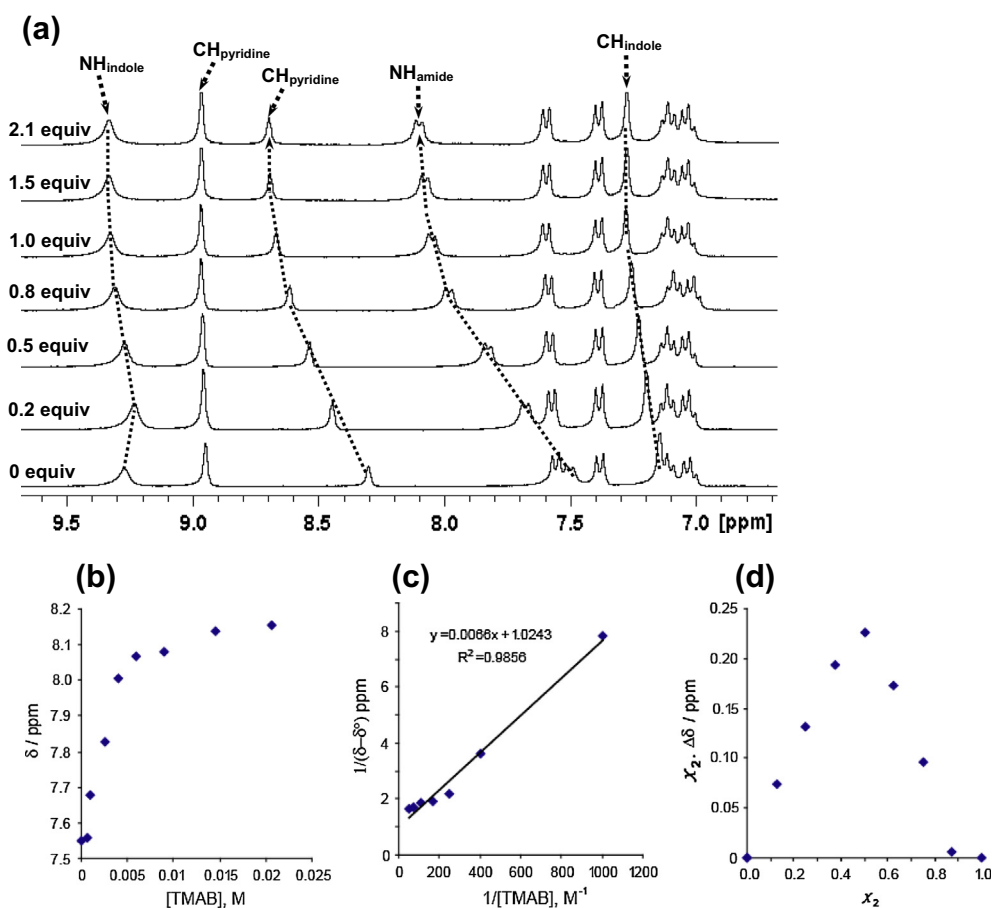 (a)
NHindole
CHpyridine
CHpyridine
NHamide
CHindole
2.1 equiv
1.5 equiv
1.0 equiv
0.8 equiv
0.5 equiv
0.2 equiv
0 equiv
9.5 9.0 8.5 8.0 7.5 7.0 [ppm]
(b)
δ / ppm
8.2
8.1
8.0
7.9
7.8
7.7
7.6
7.5
0 0.005 0.01 0.015 0.02 0.025
[TMAB], M
(c)
1/(δ–δ°) ppm
8
6
4
2
0
y = 0.0066x + 1.0243
R² = 0.9856
0 200 400 600 800 1000 1200
1/[TMAB], M⁻¹
(d)
x₂. Δδ / ppm
0.25
0.20
0.15
0.10
0.05
0
0.0 0.2 0.4 0.6 0.8 1.0
x₂